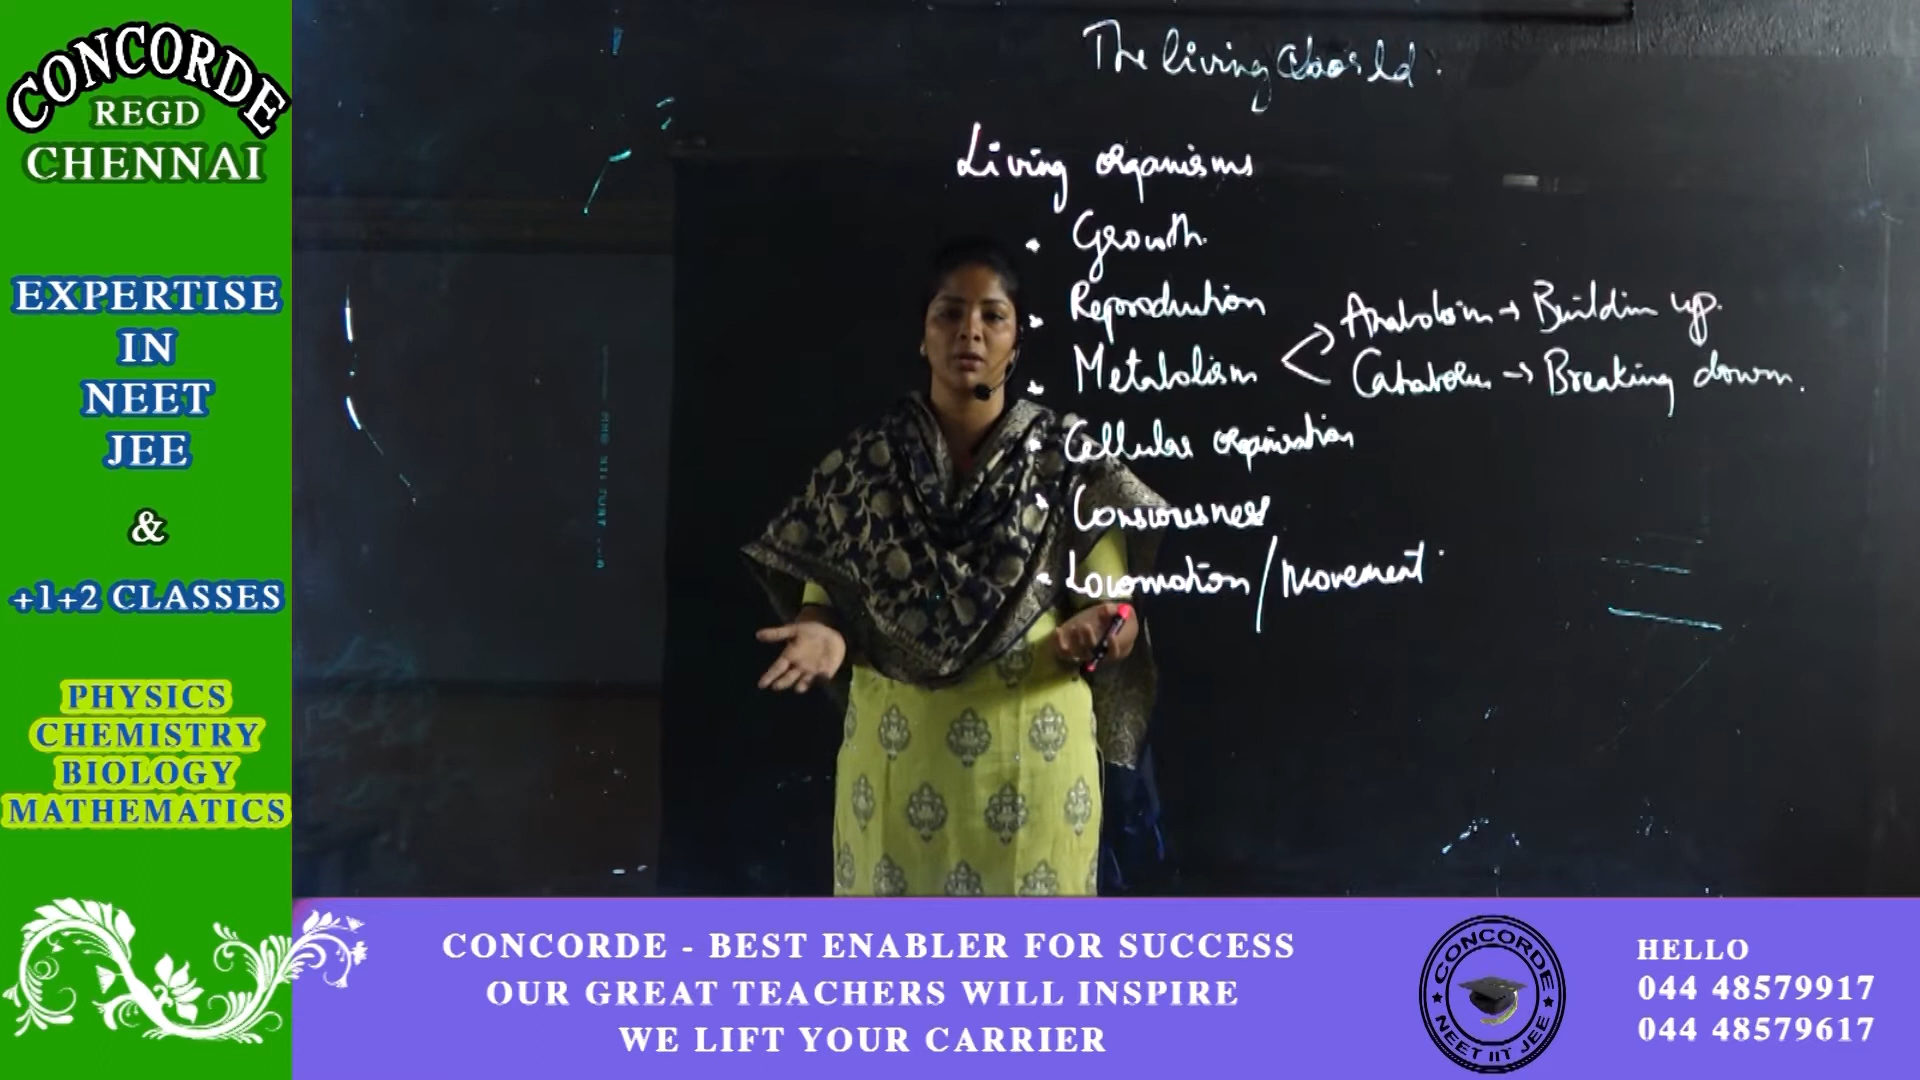 CONCORDE
REGD
CHENNAI
EXPERTISE
IN
NEET
JEE
&
+1+2 CLASSES
PHYSICS
CHEMISTRY
BIOLOGY
MATHEMATICS
The living World.
Living organisms
• Growth.
• Reproduction
• Metabolism
Anabolism → Buildin up.
Catabolism → Breaking down.
• Cellular organisation
• Consiousness
• Locomotion / Movement
CONCORDE - BEST ENABLER FOR SUCCESS
OUR GREAT TEACHERS WILL INSPIRE
WE LIFT YOUR CARRIER
CONCORDE
NEET IIT JEE
HELLO
044 48579917
044 48579617